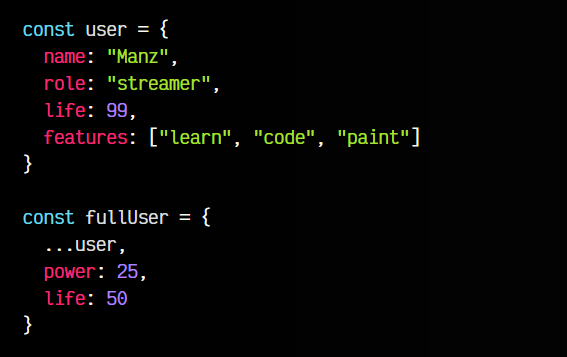 const user = {
  name: "Manz",
  role: "streamer",
  life: 99,
  features: ["learn", "code", "paint"]
}

const fullUser = {
  ...user,
  power: 25,
  life: 50
}